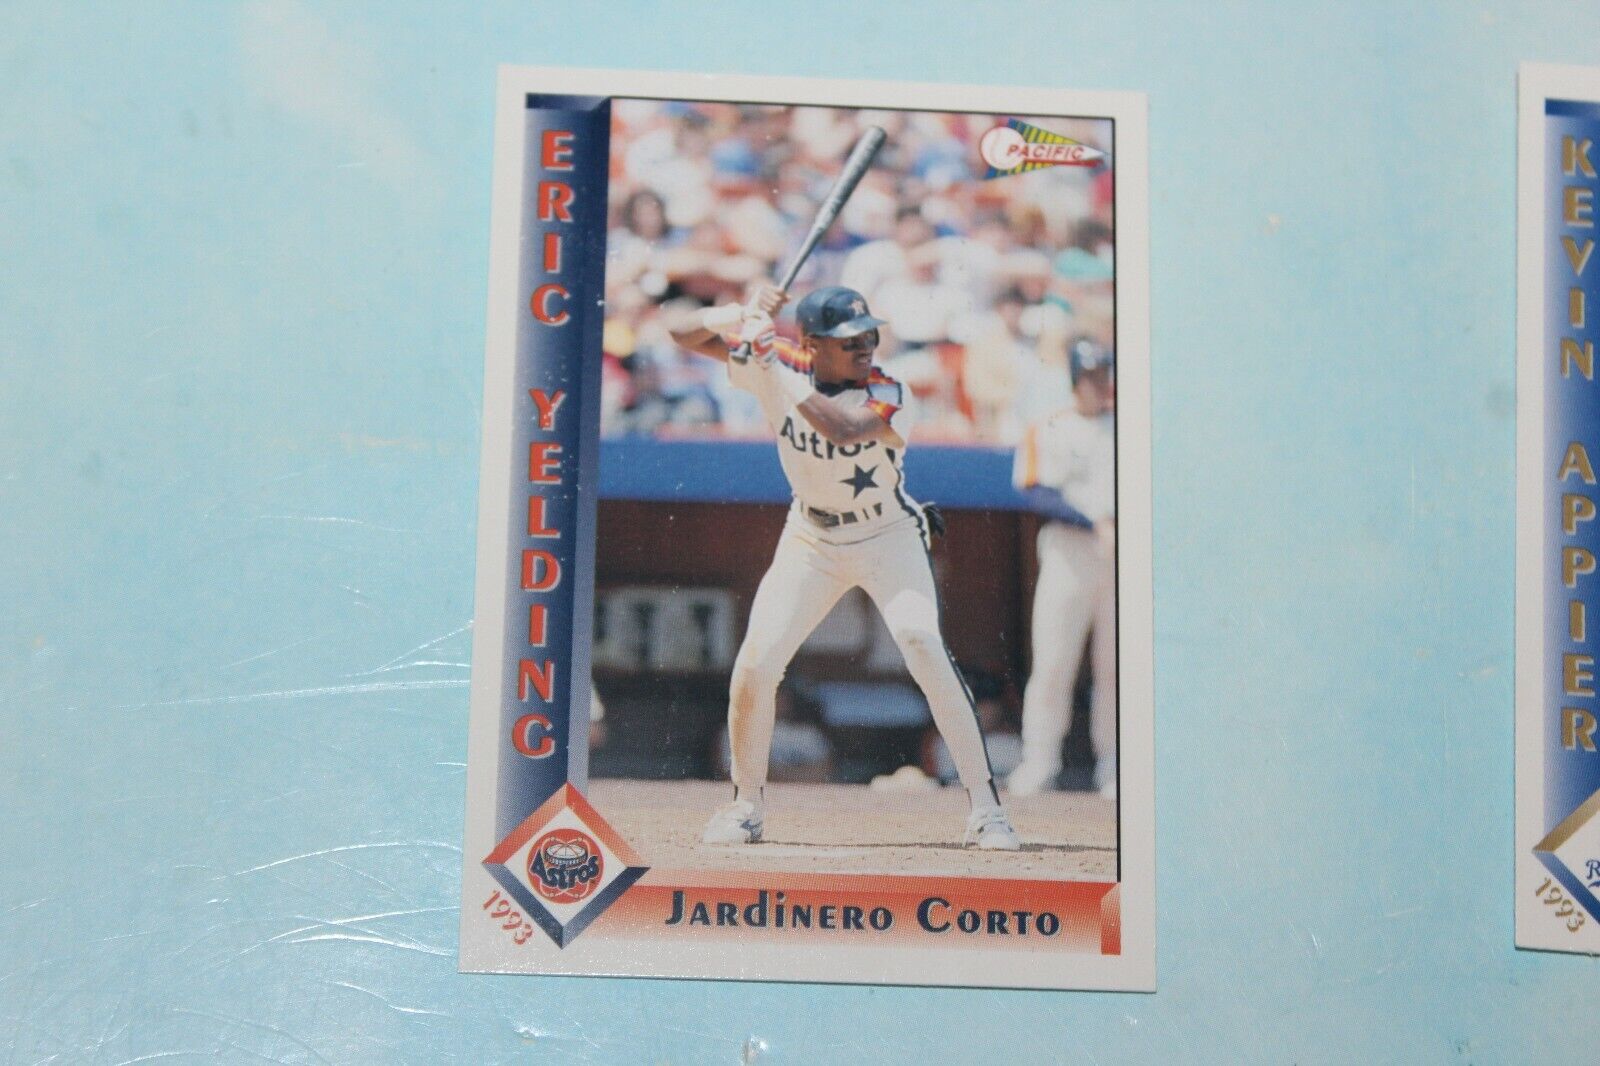 ERIC YELDING
PACIFIC
Astros
Astros
1993
Jardinero Corto
KEVIN APPIER
R
1993